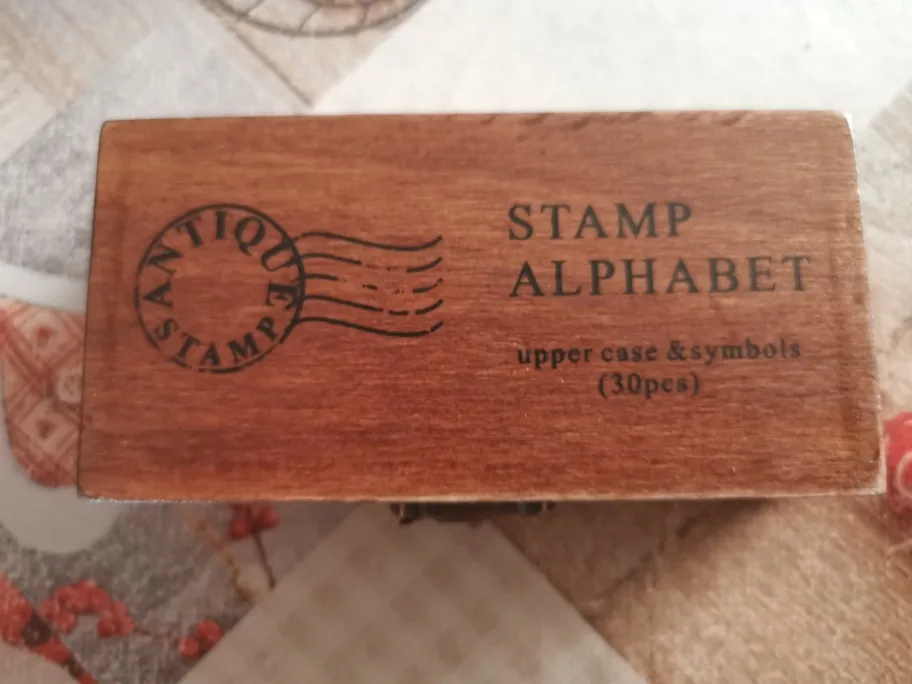 ANTIQUE
STAMP
STAMP
ALPHABET
upper case &symbols
(30pcs)